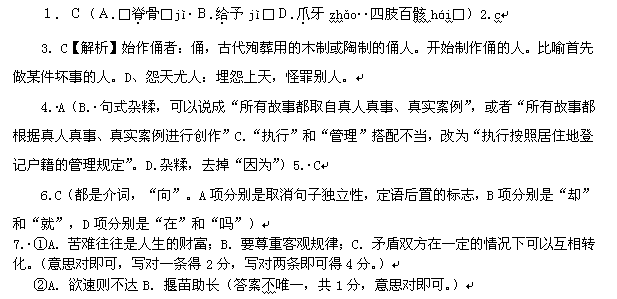 1. C（A.□脊骨□jǐ·B.给予 jǐ□D.爪牙 zhǎo··四肢百骸 hái□）2.c
3. C【解析】始作俑者：俑，古代殉葬用的木制或陶制的俑人。开始制作俑的人。比喻首先
做某件坏事的人。D、怨天尤人：埋怨上天，怪罪别人。
4.·A（B.·句式杂糅，可以说成“所有故事都取自真人真事、真实案例”，或者“所有故事都
根据真人真事、真实案例进行创作”C.“执行”和“管理”搭配不当，改为“执行按照居住地登
记户籍的管理规定”。D.杂糅，去掉“因为”）5.·C
6.C（都是介词，“向”。A 项分别是取消句子独立性，定语后置的标志，B 项分别是“却”
和“就”，D 项分别是“在”和“吗”）
7.·①A. 苦难往往是人生的财富；B. 要尊重客观规律；C. 矛盾双方在一定的情况下可以互相转
化。（意思对即可，写对一条得 2 分，写对两条即可得 4 分。）
②A. 欲速则不达 B. 揠苗助长（答案不唯一，共 1 分，意思对即可。）